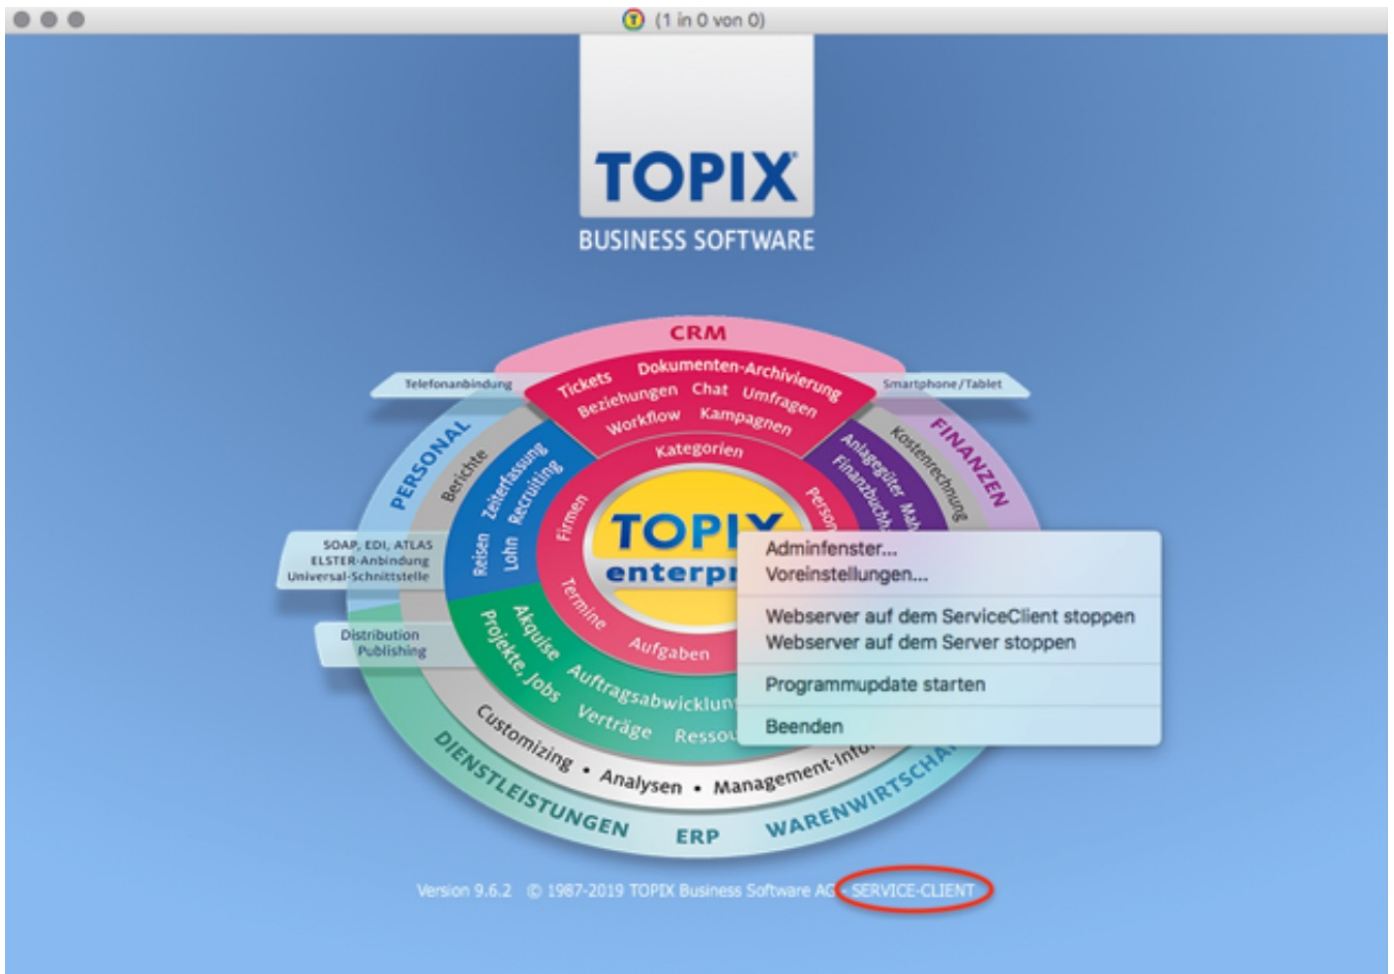 (1 in 0 von 0)
TOPIX®
BUSINESS SOFTWARE
CRM
Tickets Dokumenten-Archivierung
Beziehungen Chat Umfragen
Workflow Kampagnen
Telefonanbindung
Smartphone/Tablet
PERSONAL
Berichte
Zeiterfassung
Recruiting
Reisen
Lohn
Kategorien
Firmen
Termine
Aufgaben
Anlagegüter
Kostenrechnung
FINANZEN
SOAP, EDI, ATLAS
ELSTER-Anbindung
Universal-Schnittstelle
Distribution
Publishing
TOPIX
Adminfenster...
Voreinstellungen...
Webserver auf dem ServiceClient stoppen
Webserver auf dem Server stoppen
Programmupdate starten
Beenden
Akquise
Projekte, Jobs
Verträge
Customizing • Analysen •
DIENSTLEISTUNGEN
ERP
Version 9.6.2 © 1987-2019 TOPIX Business Software AG - SERVICE-CLIENT